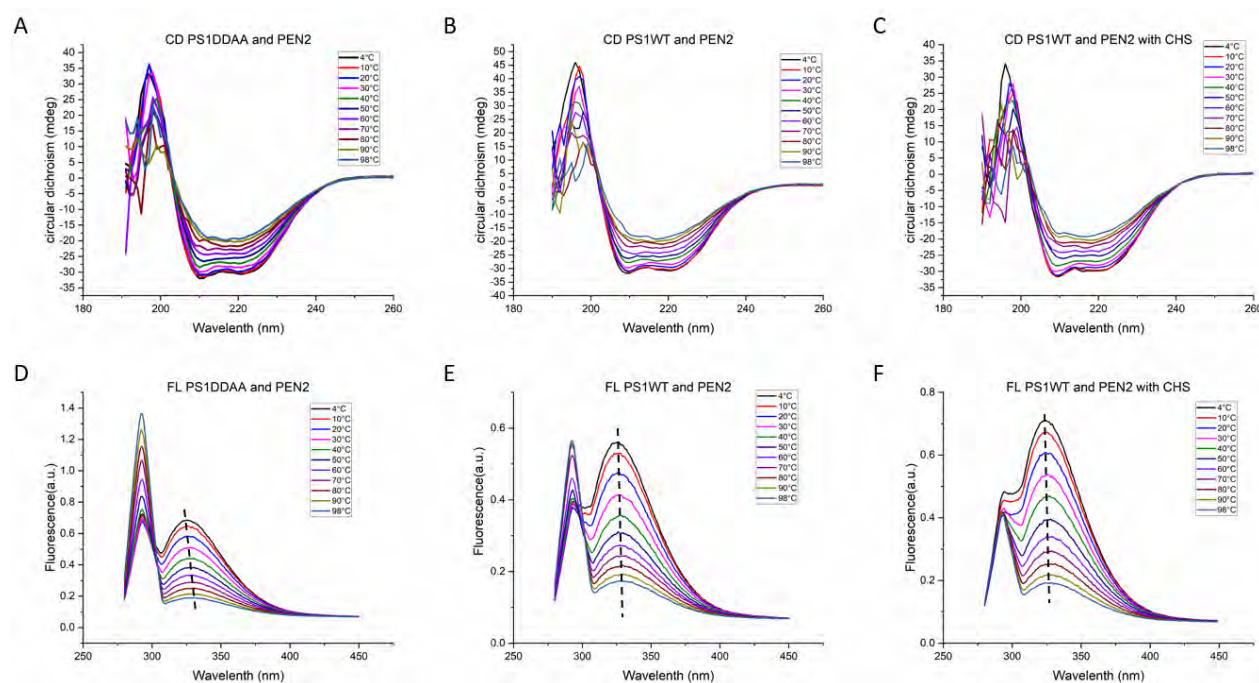 A
CD PS1DDAA and PEN2
circular dichroism (mdeg)
40
35
30
25
20
15
10
5
0
-5
-10
-15
-20
-25
-30
-35
180
200
220
240
260
Wavelenth (nm)
4°C
10°C
20°C
30°C
40°C
50°C
60°C
70°C
80°C
90°C
98°C
B
CD PS1WT and PEN2
circular dichroism (mdeg)
50
45
40
35
30
25
20
15
10
5
0
-5
-10
-15
-20
-25
-30
-35
-40
180
200
220
240
260
Wavelenth (nm)
4°C
10°C
20°C
30°C
40°C
50°C
60°C
70°C
80°C
90°C
98°C
C
CD PS1WT and PEN2 with CHS
circular dichroism (mdeg)
40
35
30
25
20
15
10
5
0
-5
-10
-15
-20
-25
-30
-35
180
200
220
240
260
Wavelenth (nm)
4°C
10°C
20°C
30°C
40°C
50°C
60°C
70°C
80°C
90°C
98°C
D
FL PS1DDAA and PEN2
Fluorescence(a.u.)
1.4
1.2
1.0
0.8
0.6
0.4
0.2
0.0
250
300
350
400
450
Wavelenth (nm)
4°C
10°C
20°C
30°C
40°C
50°C
60°C
70°C
80°C
90°C
98°C
E
FL PS1WT and PEN2
Fluorescence(a.u.)
0.6
0.4
0.2
0.0
250
300
350
400
450
Wavelenth (nm)
4°C
10°C
20°C
30°C
40°C
50°C
60°C
70°C
80°C
90°C
98°C
F
FL PS1WT and PEN2 with CHS
Fluorescence(a.u.)
0.8
0.6
0.4
0.2
0.0
250
300
350
400
450
Wavelenth (nm)
4°C
10°C
20°C
30°C
40°C
50°C
60°C
70°C
80°C
90°C
98°C